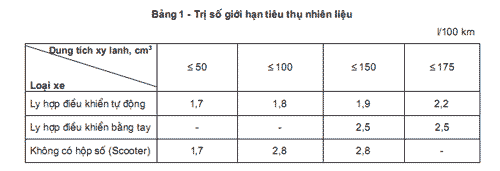 Bảng 1 - Trị số giới hạn tiêu thụ nhiên liệu
l/100 km
Dung tích xy lanh, cm³
Loại xe
≤ 50 ≤ 100 ≤ 150 ≤ 175
Ly hợp điều khiển tự động 1,7 1,8 1,9 2,2
Ly hợp điều khiển bằng tay - - 2,5 2,5
Không có hộp số (Scooter) 1,7 2,8 2,8 -